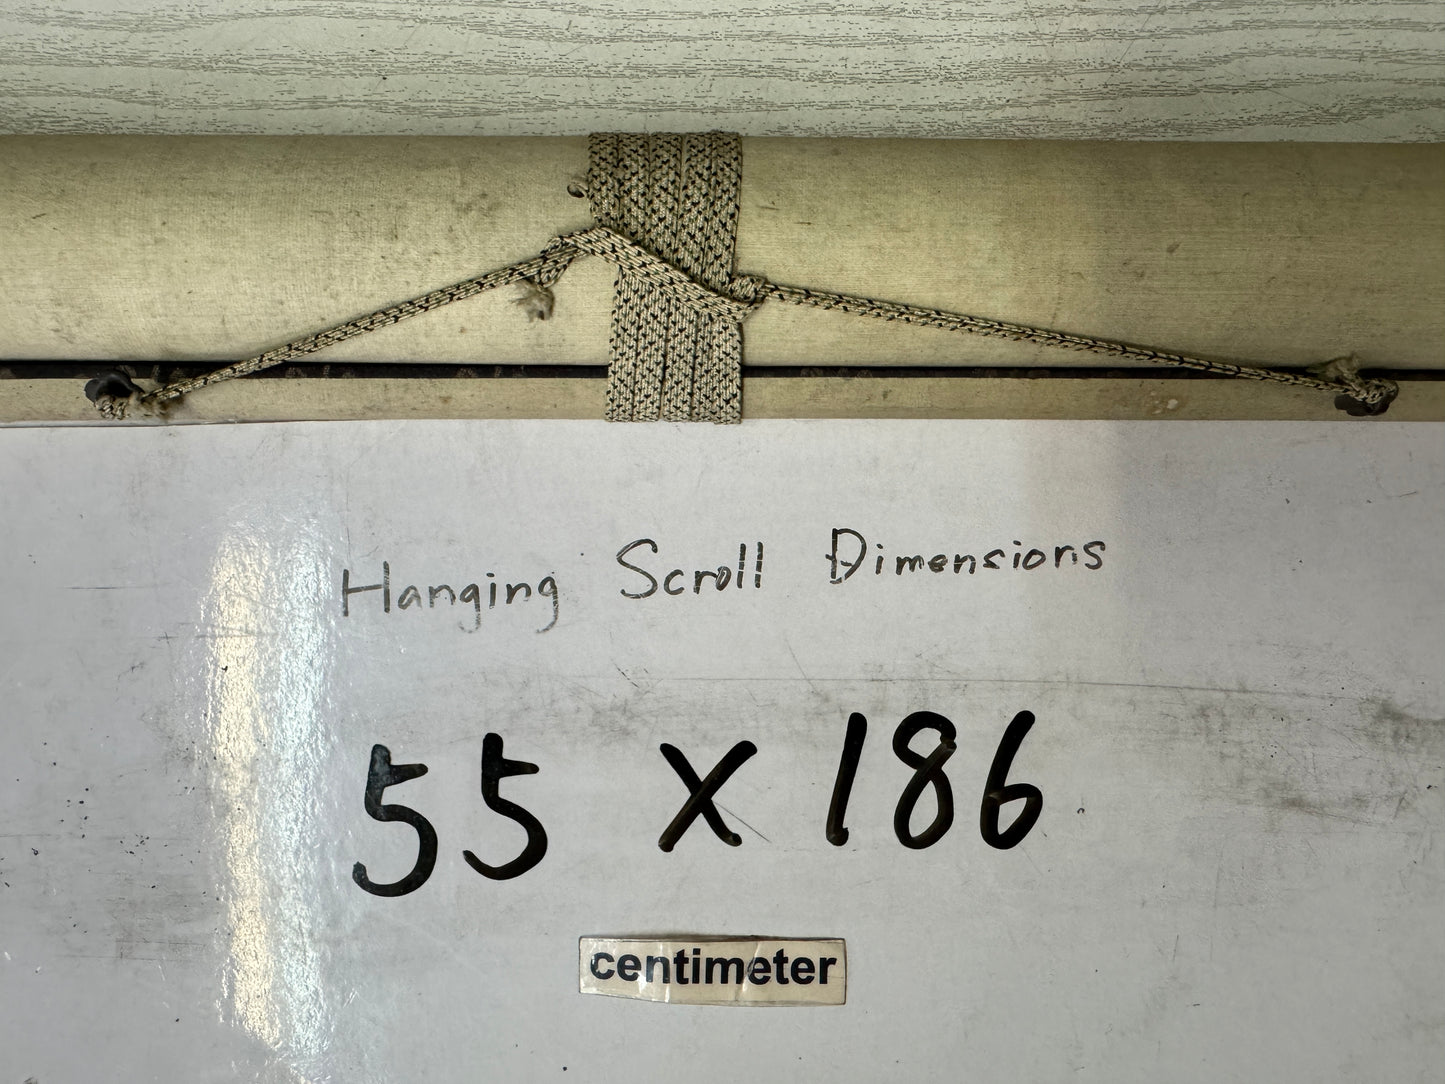 Hanging Scroll Dimensions
55 x 186
centimeter